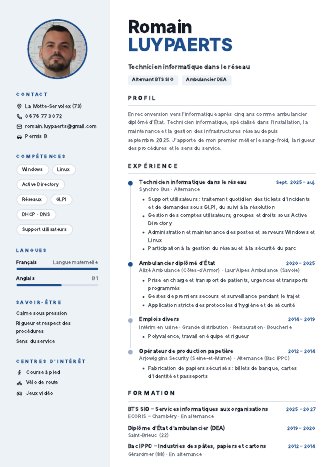 Romain
LUYPAERTS
Technicien informatique dans le réseau
Alternant BTS SIO
Ambulancier DEA
CONTACT
La Motte-Servolex (73)
06 76 77 30 72
romain.luypaerts@gmail.com
Permis B
COMPÉTENCES
Windows
Linux
Active Directory
Réseaux
GLPI
DHCP · DNS
Support utilisateurs
LANGUES
Français
Langue maternelle
Anglais
B1
SAVOIR-ÊTRE
Calme sous pression
Rigueur et respect des
procédures
Sens du service
CENTRES D'INTÉRÊT
Course à pied
Vélo de route
Jeux vidéo
PROFIL
En reconversion vers l'informatique après cinq ans comme ambulancier
diplômé d'État. Technicien informatique, spécialisé dans l'installation, la
maintenance et la gestion des infrastructures réseau depuis
septembre 2025. J'apporte de mon premier métier le sang-froid, la rigueur
des procédures et le sens du service.
EXPÉRIENCE
Technicien informatique dans le réseau
Sept. 2025 – auj.
Synchro Bus · Alternance
Support utilisateurs : traitement quotidien des tickets d'incidents
et de demandes sous GLPI, du suivi à la résolution
Gestion des comptes utilisateurs, groupes et droits sous Active
Directory
Administration et maintenance des postes et serveurs Windows et
Linux
Participation à la gestion du réseau et à la sécurité du parc
Ambulancier diplômé d'État
2020 – 2025
Prise en charge et transport de patients, urgences et transports
programmés
Gestes de premiers secours et surveillance pendant le trajet
Application stricte des protocoles d'hygiène et de sécurité
Emplois divers
2014 – 2019
Intérim en usine · Grande distribution · Restauration · Boucherie
Polyvalence, travail en équipe et rigueur
Opérateur de production papetière
2012 – 2014
Arjowiggins Security (Seine-et-Marne) · Alternance (Bac PPC)
Fabrication de papiers sécurisés : billets de banque, cartes
d'identité et passeports
FORMATION
BTS SIO – Services informatiques aux organisations
2025 – 2027
ECORIS – Chambéry · En alternance
Diplôme d'État d'ambulancier (DEA)
2019 – 2020
Saint-Brieuc (22)
Bac PPC – Industries des pâtes, papiers et cartons
2012 – 2014
Gérardmer (88) · En alternance